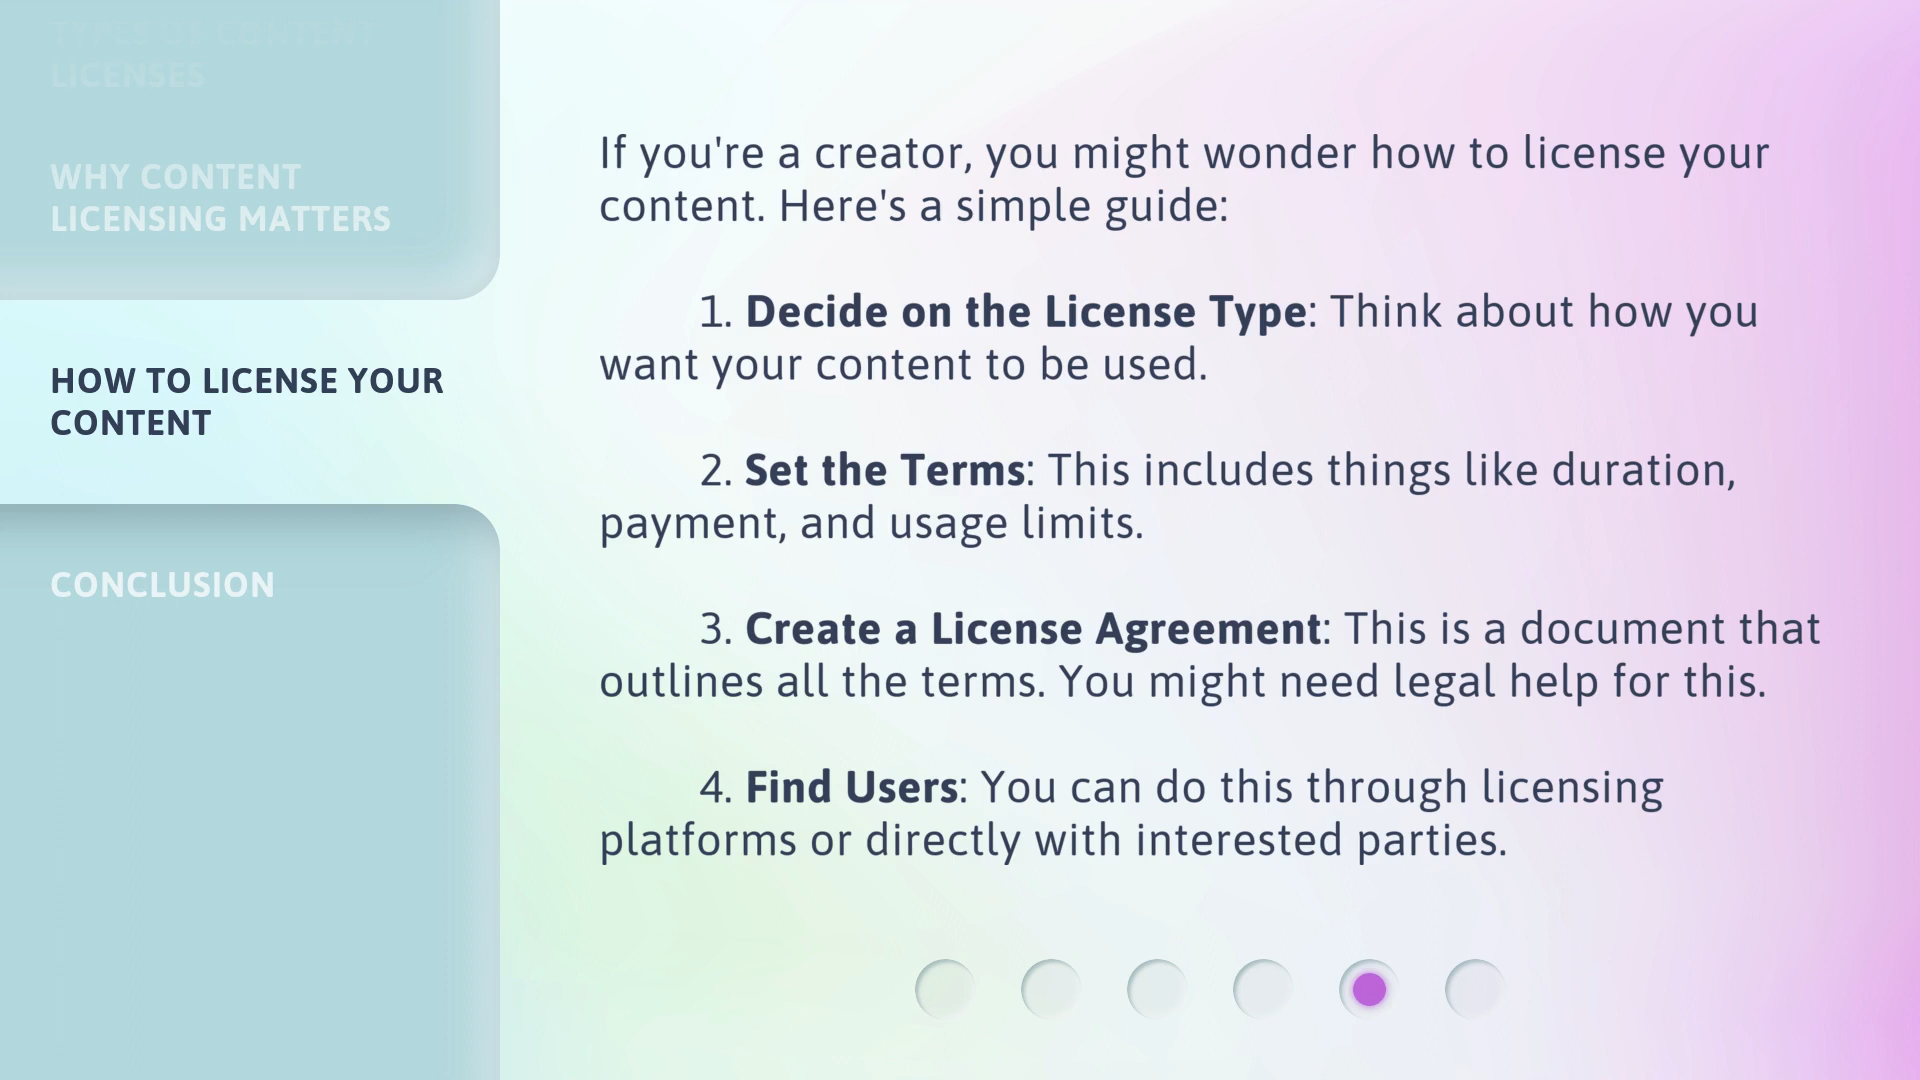 TYPES OF CONTENT
LICENSES
WHY CONTENT
LICENSING MATTERS
HOW TO LICENSE YOUR
CONTENT
CONCLUSION
If you're a creator, you might wonder how to license your
content. Here's a simple guide:
1. Decide on the License Type: Think about how you
want your content to be used.
2. Set the Terms: This includes things like duration,
payment, and usage limits.
3. Create a License Agreement: This is a document that
outlines all the terms. You might need legal help for this.
4. Find Users: You can do this through licensing
platforms or directly with interested parties.